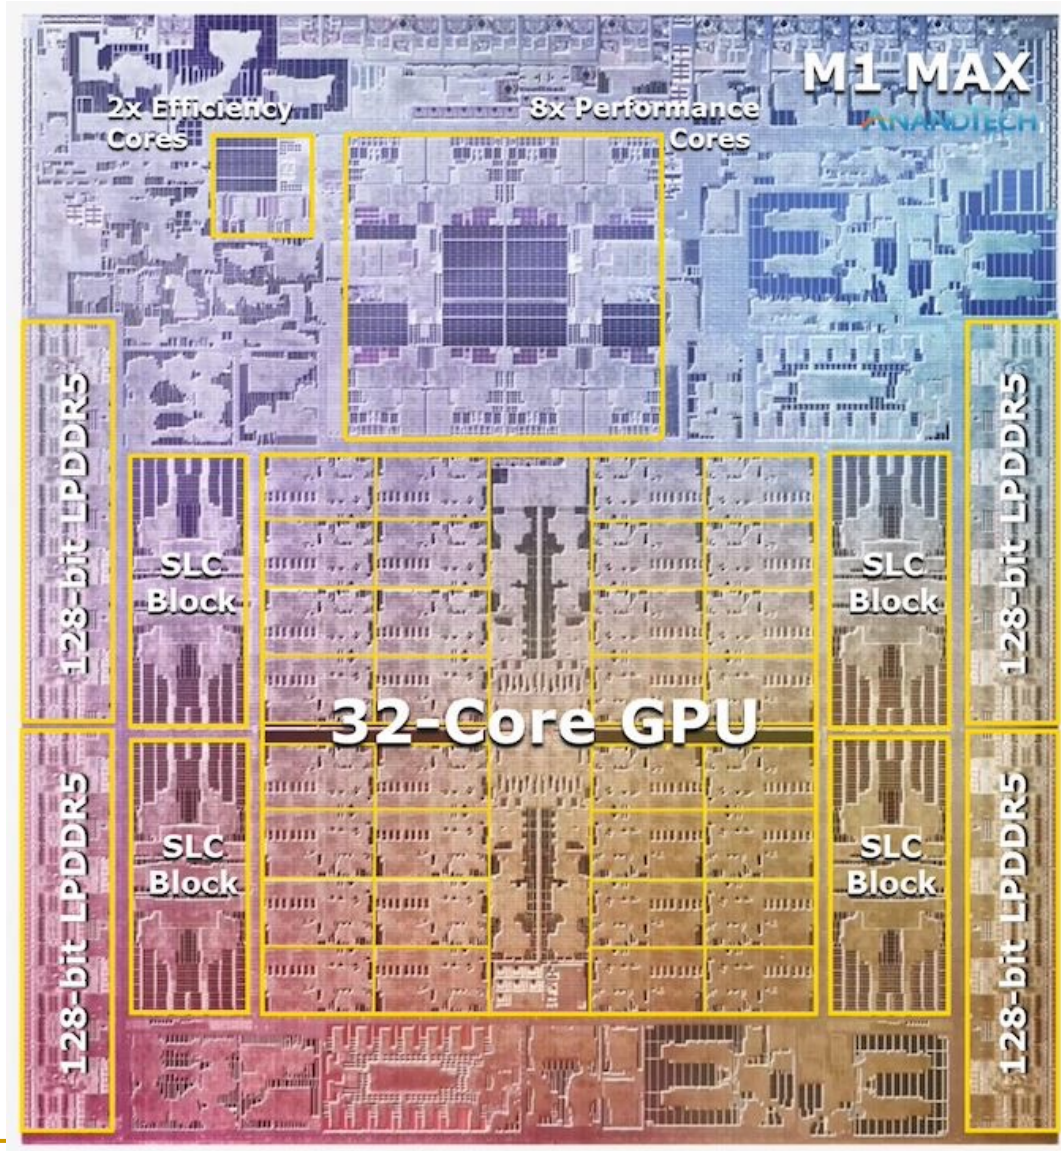 M1 MAX
ANANDTECH
2x Efficiency
Cores
8x Performance
Cores
128-bit LPDDR5
128-bit LPDDR5
SLC
Block
SLC
Block
32-Core GPU
SLC
Block
SLC
Block
128-bit LPDDR5
128-bit LPDDR5